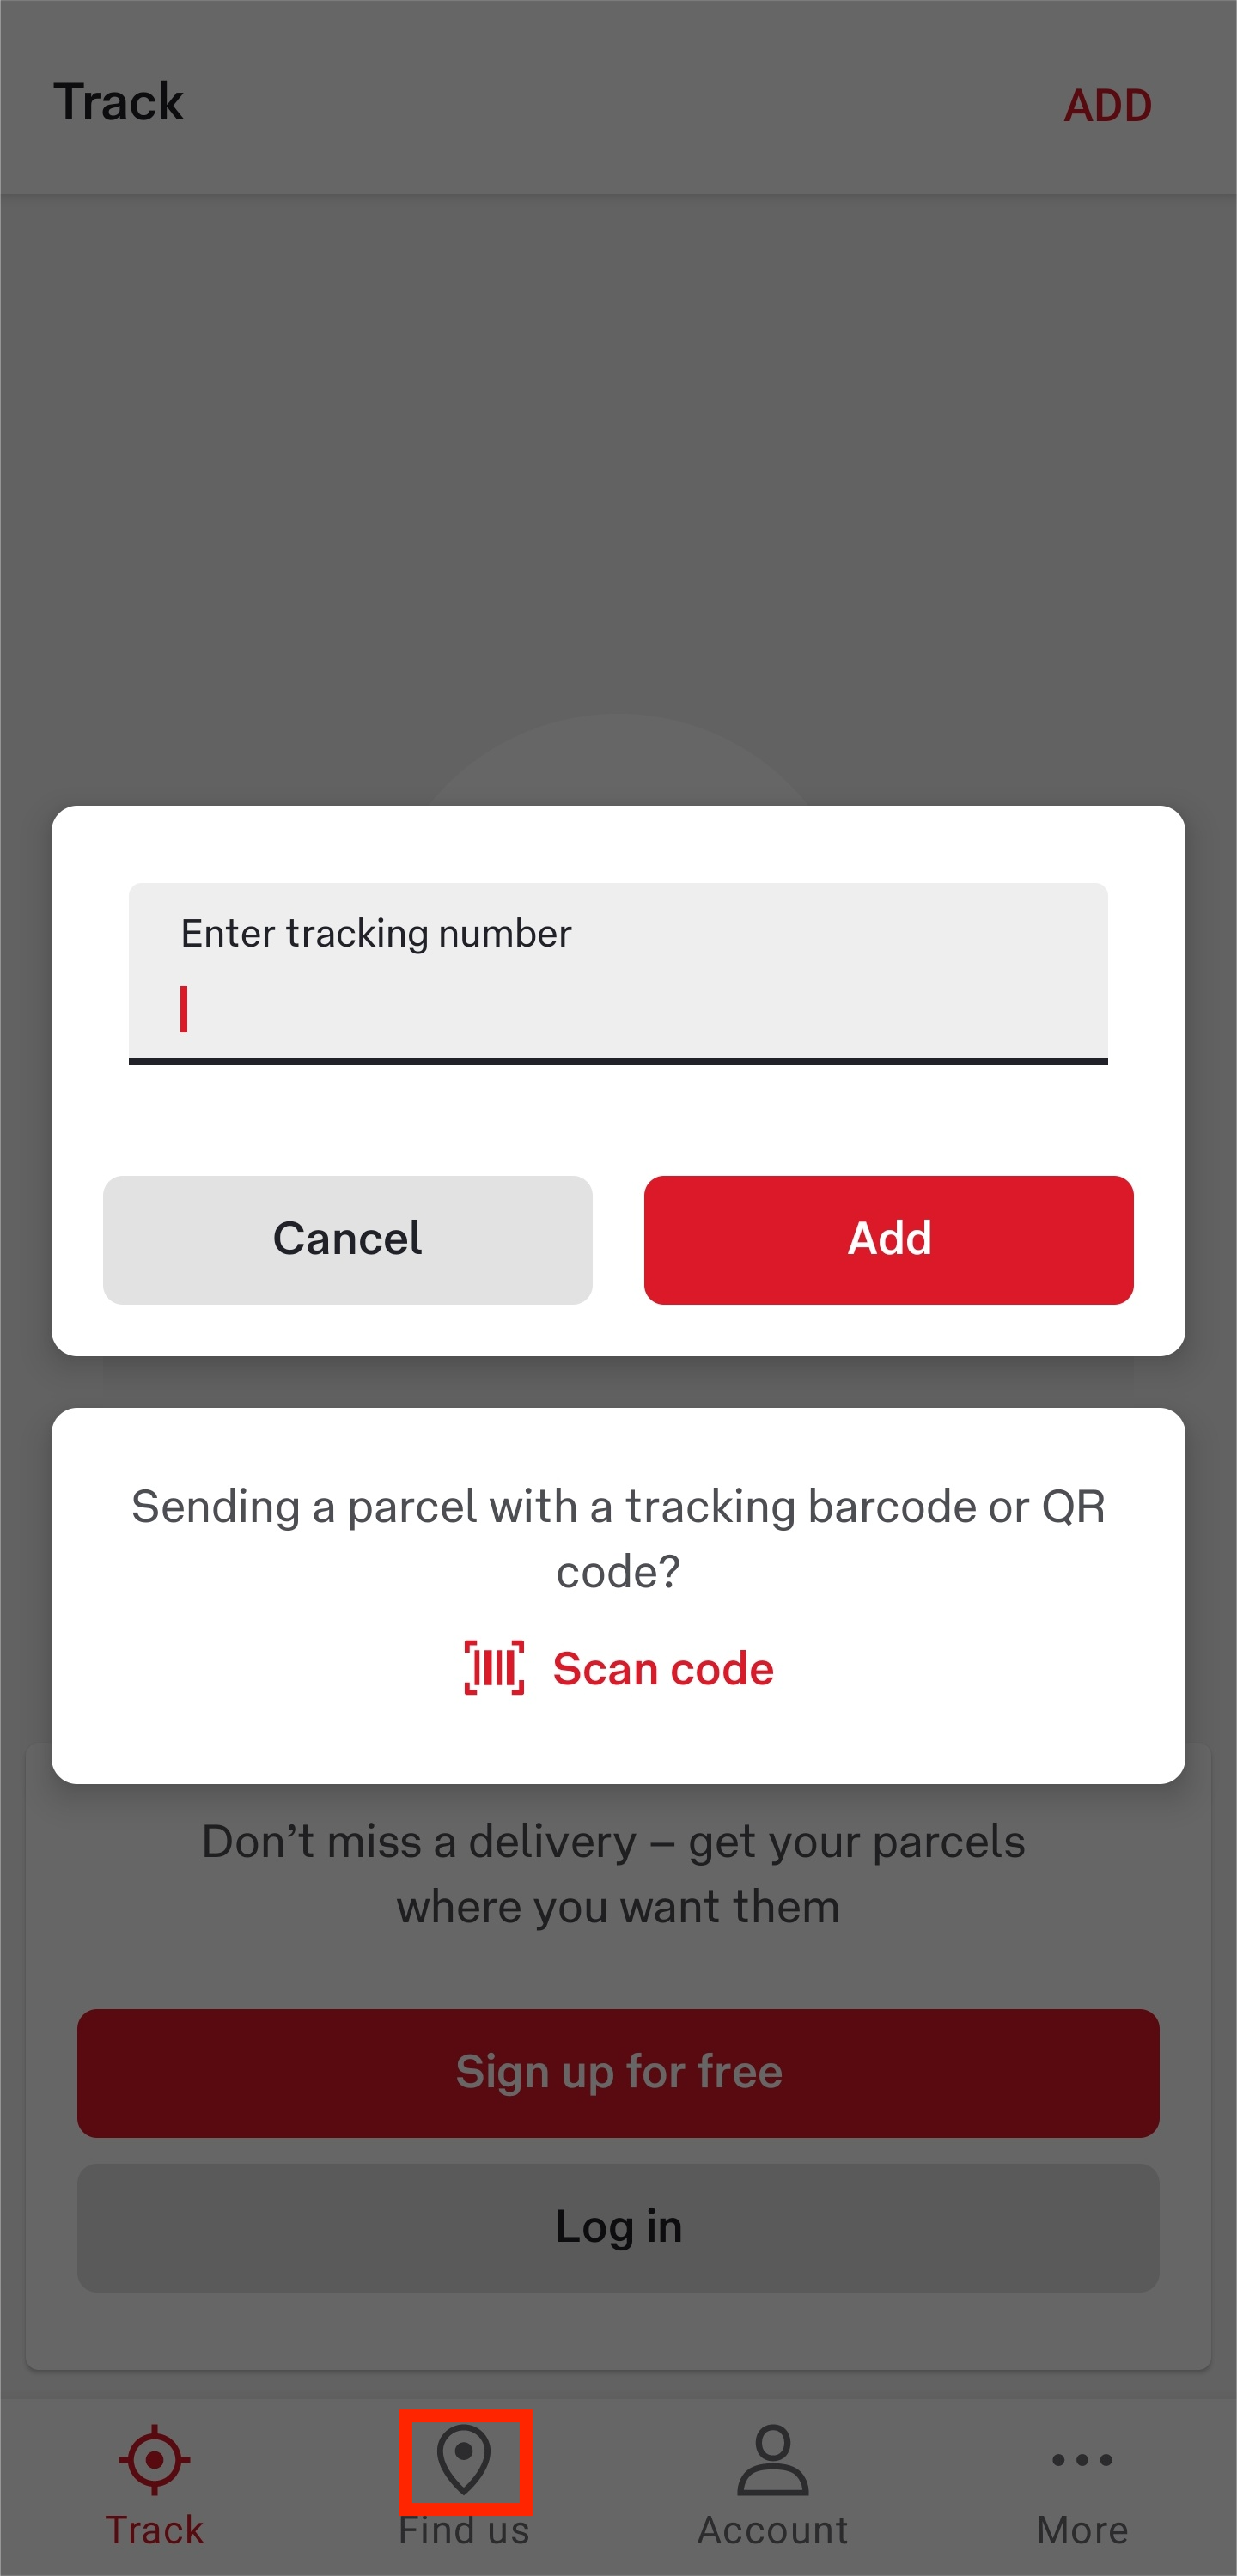 Track
ADD
Enter tracking number
Cancel
Add
Sending a parcel with a tracking barcode or QR
code?
Scan code
Don’t miss a delivery – get your parcels
where you want them
Sign up for free
Log in
Track
Find us
Account
More